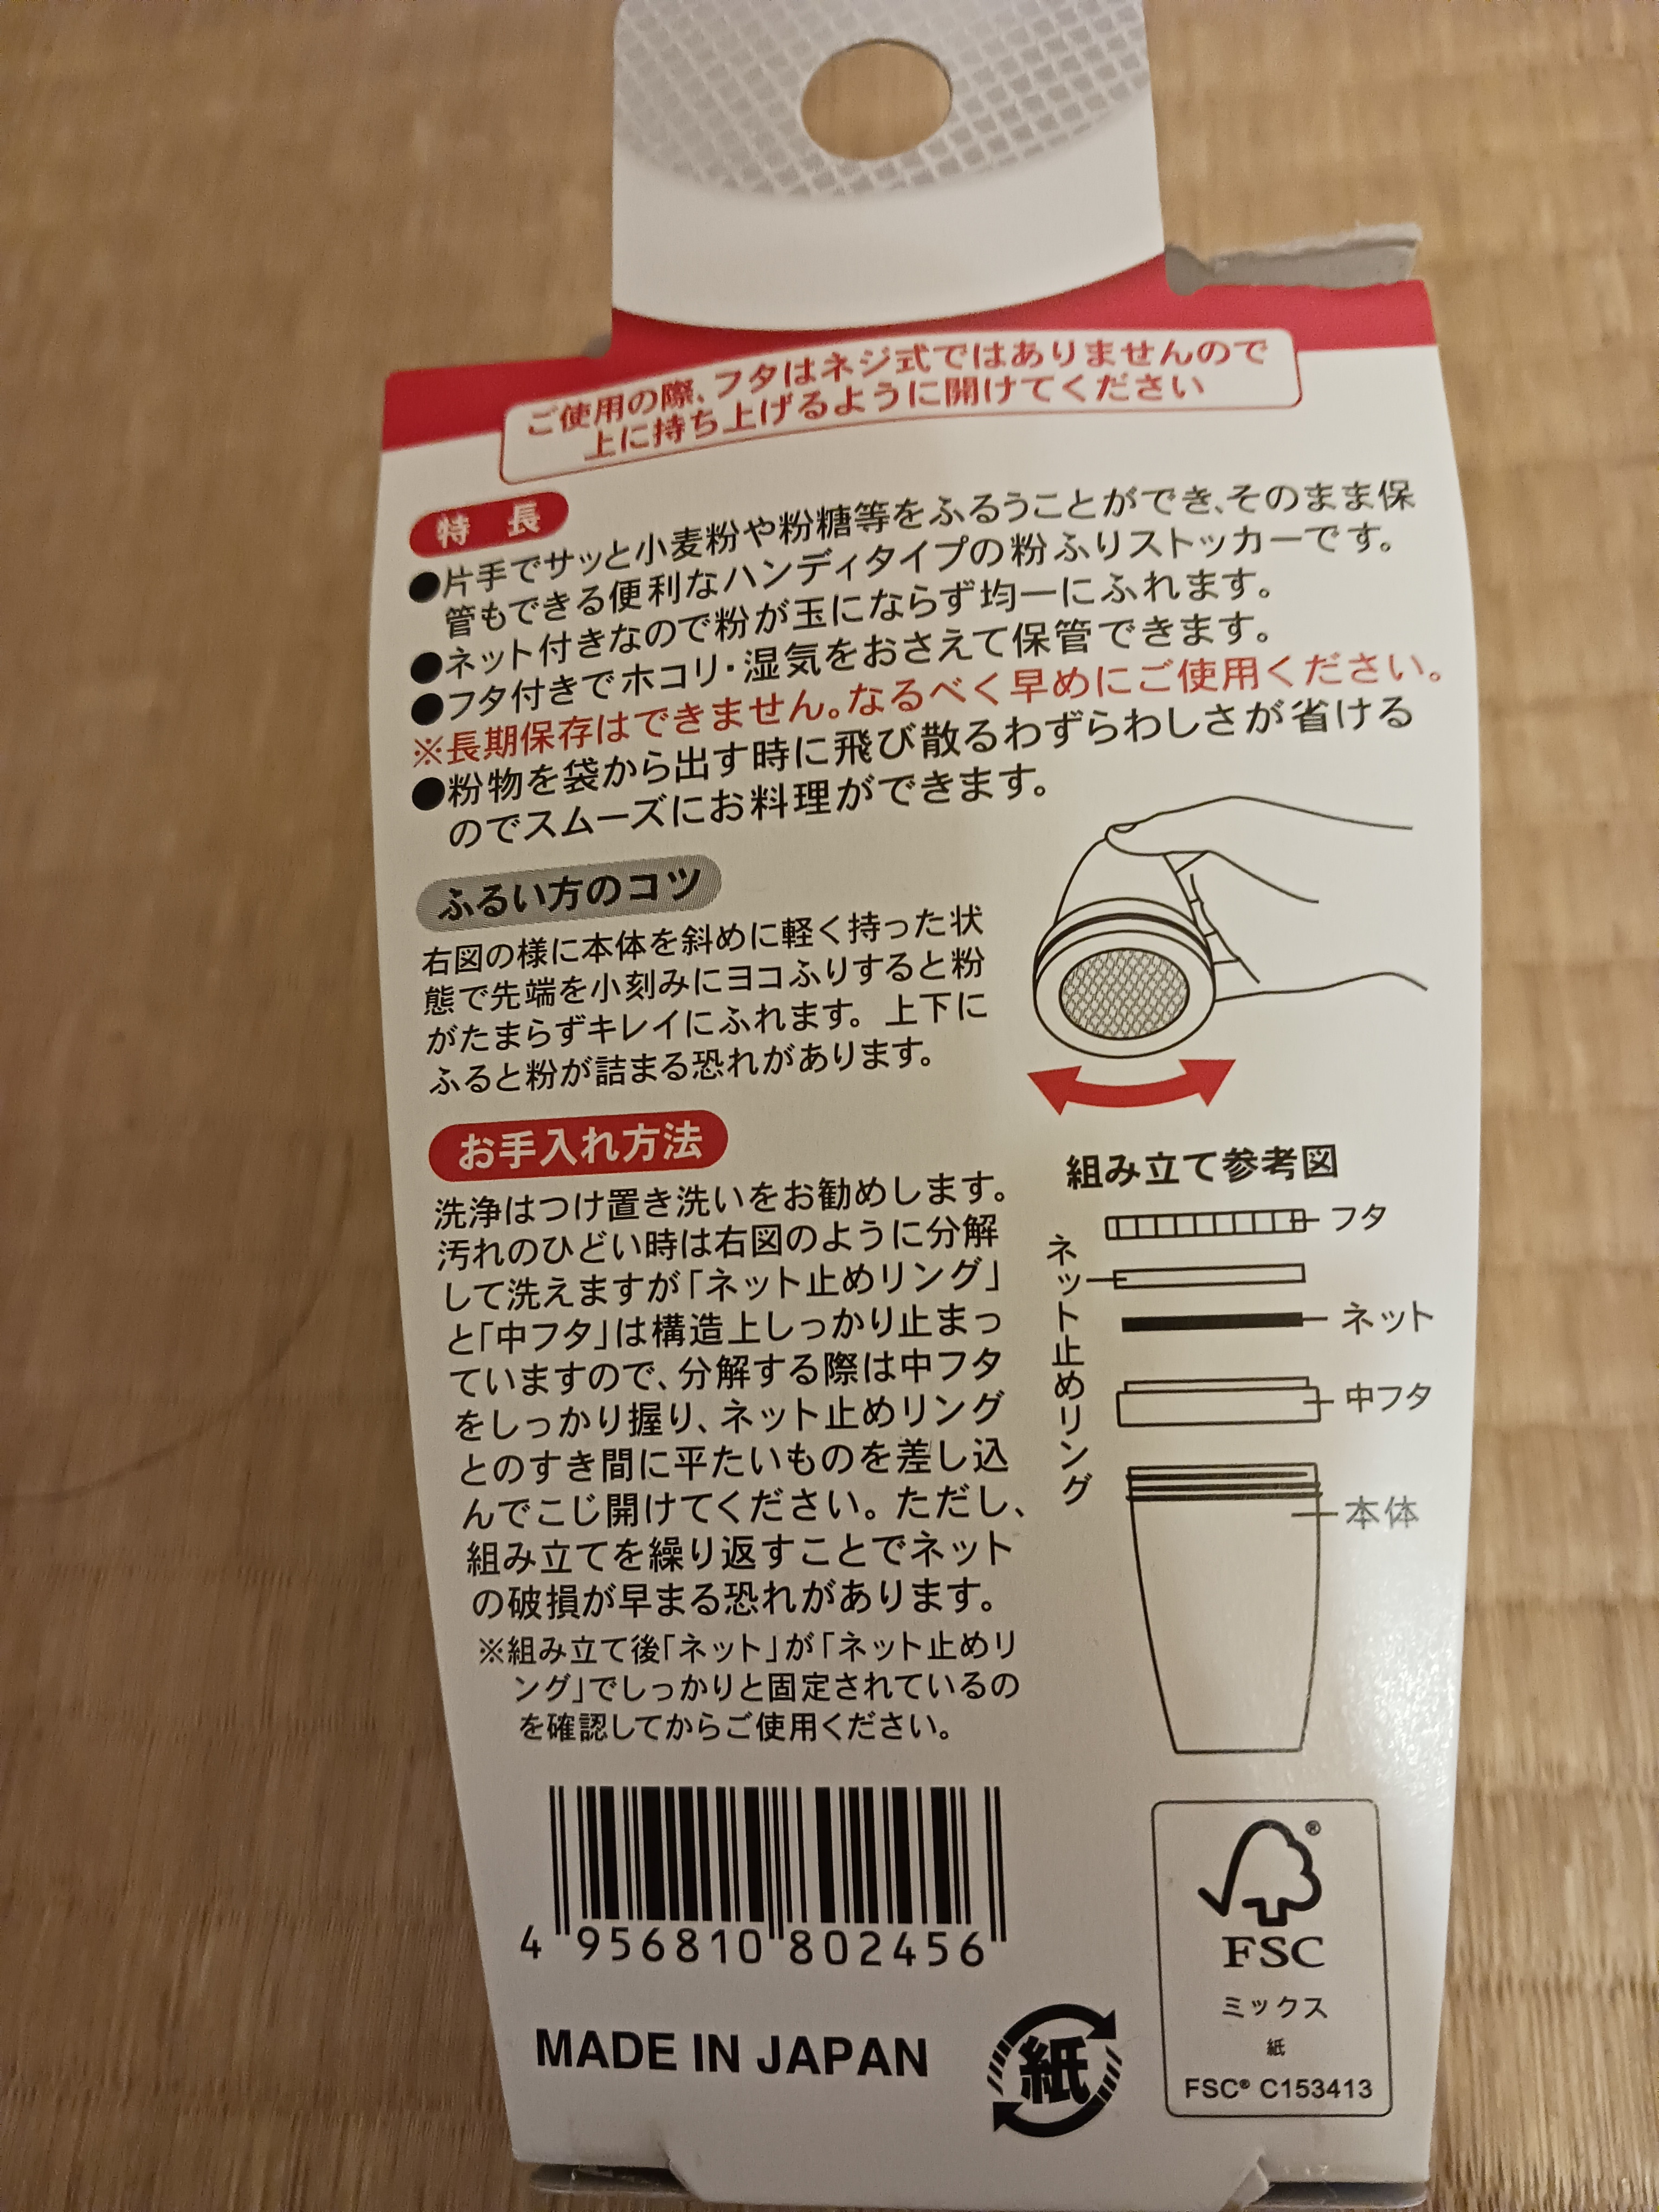 ご使用の際、フタはネジ式ではありませんので
上に持ち上げるように開けてください
特 長
●片手でサッと小麦粉や粉糖等をふるうことができ、そのまま保
管もできる便利なハンディタイプの粉ふりストッカーです。
●ネット付きなので粉が玉にならず均一にふれます。
●フタ付きでホコリ・湿気をおさえて保管できます。
※長期保存はできません。なるべく早めにご使用ください。
●粉物を袋から出す時に飛び散るわずらわしさが省ける
のでスムーズにお料理ができます。
ふるい方のコツ
右図の様に本体を斜めに軽く持った状
態で先端を小刻みにヨコふりすると粉
がたまらずキレイにふれます。上下に
ふると粉が詰まる恐れがあります。
お手入れ方法
洗浄はつけ置き洗いをお勧めします。
汚れのひどい時は右図のように分解
して洗えますが「ネット止めリング」
と「中フタ」は構造上しっかり止まっ
ていますので、分解する際は中フタ
をしっかり握り、ネット止めリング
とのすき間に平たいものを差し込
んでこじ開けてください。ただし、
組み立てを繰り返すことでネット
の破損が早まる恐れがあります。
※組み立て後「ネット」が「ネット止めリ
ング」でしっかりと固定されているの
を確認してからご使用ください。
組み立て参考図
フタ
ネット止めリング
ネット
中フタ
本体
4 956810 802456
MADE IN JAPAN
紙
®
FSC
ミックス
紙
FSC® C153413